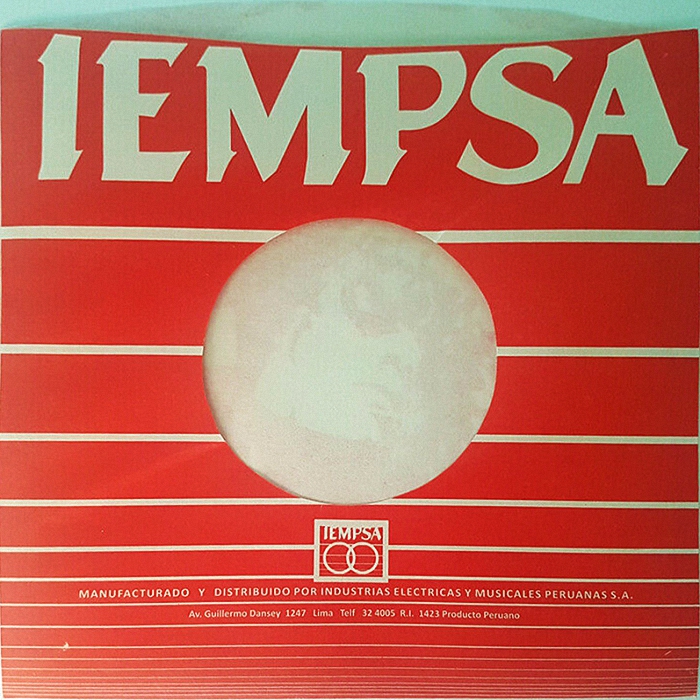 IEMPSA
IEMPSA
MANUFACTURADO Y DISTRIBUIDO POR INDUSTRIAS ELECTRICAS Y MUSICALES PERUANAS S.A.
Av. Guillermo Dansey 1247 Lima Telf 32 4005 R.I. 1423 Producto Peruano